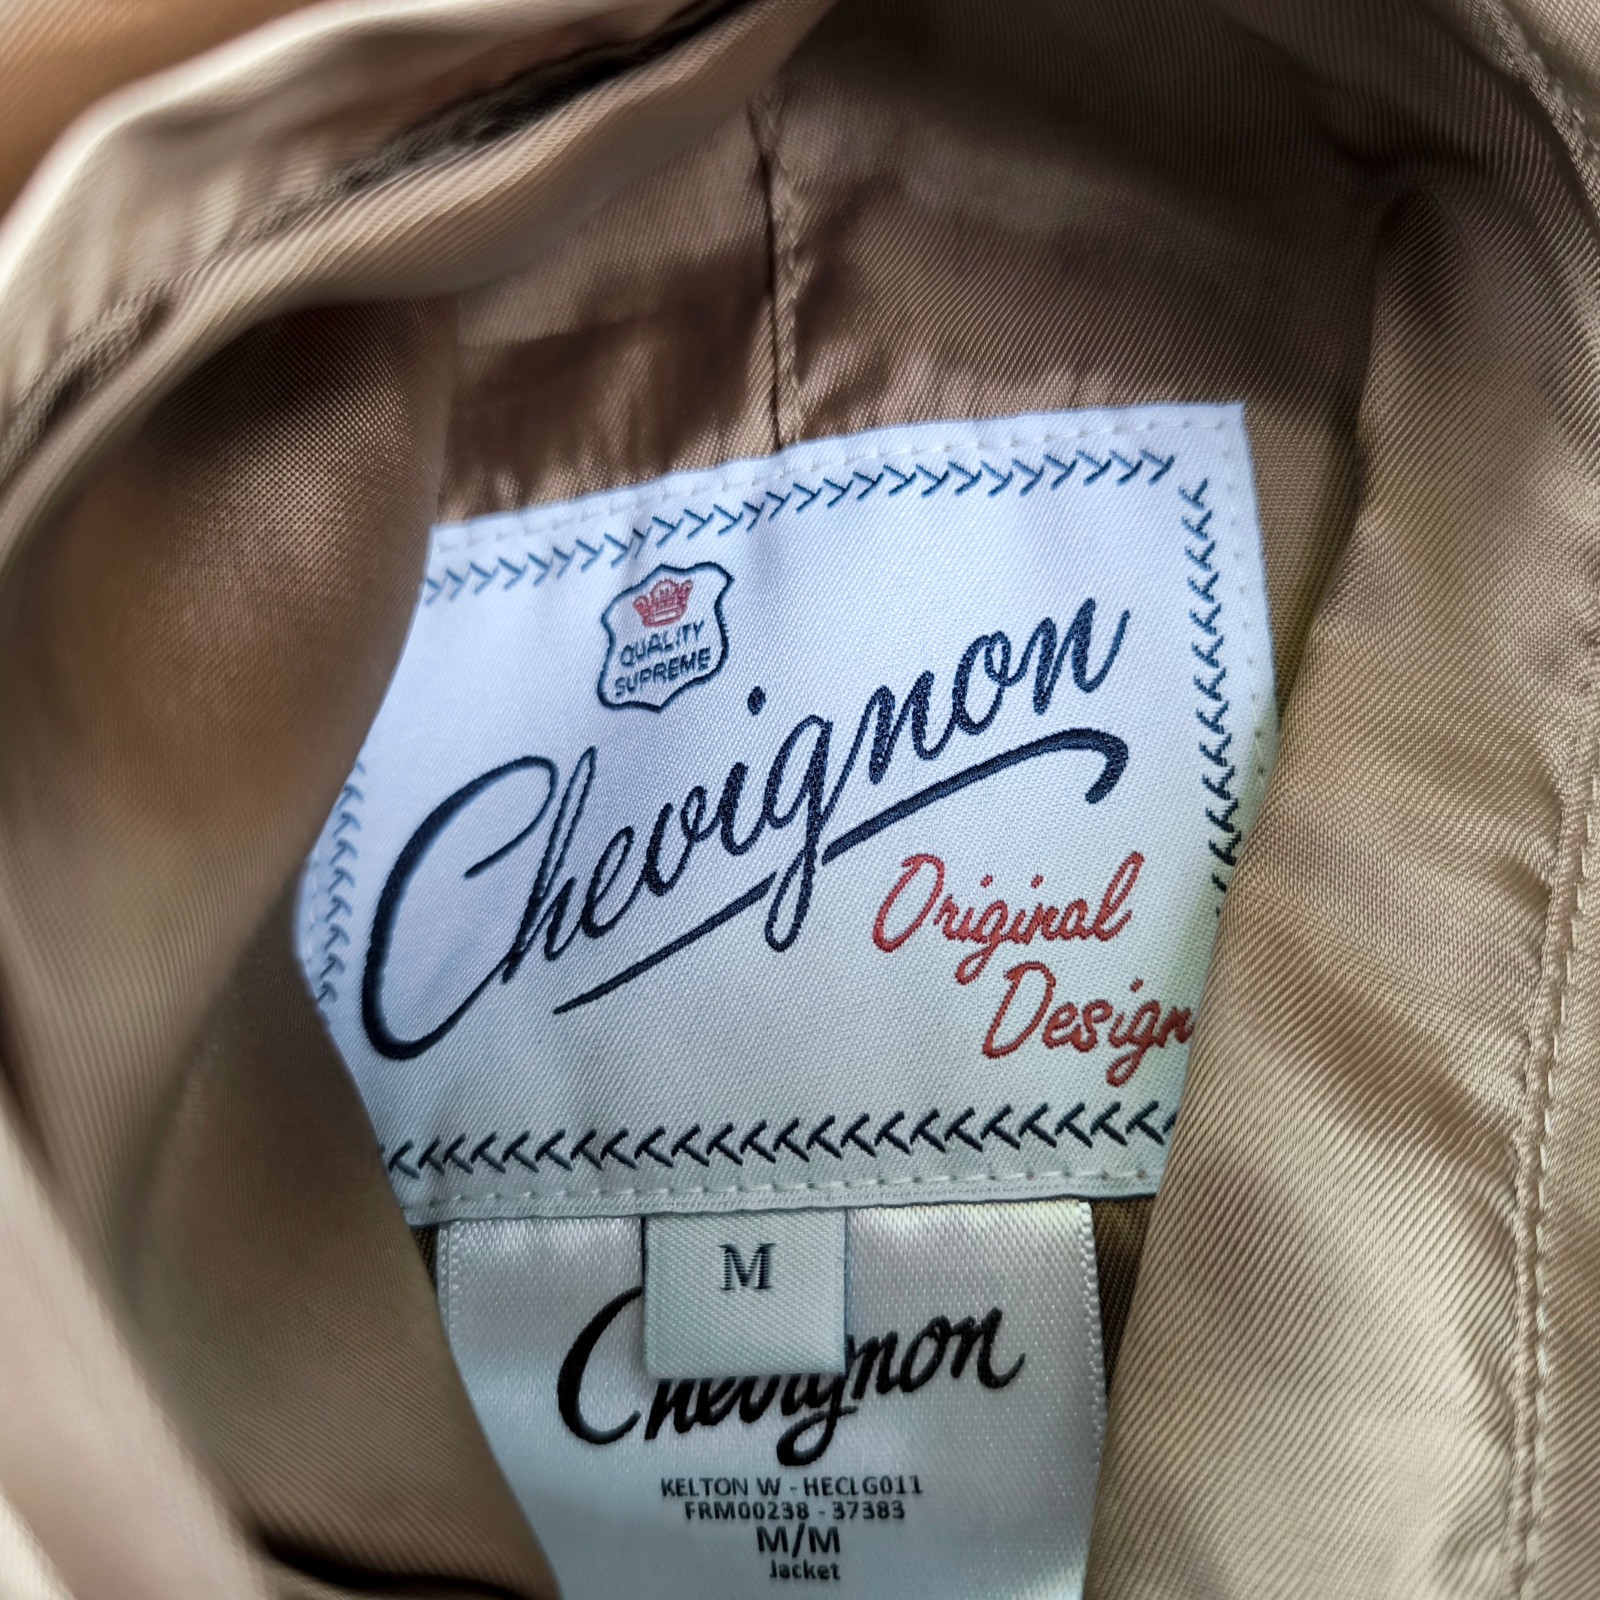 QUALITY
SUPREME
Chevignon
Original
Design
M
Chevignon
KELTON W - HECLG011
FRM00238 - 37383
M/M
Jacket